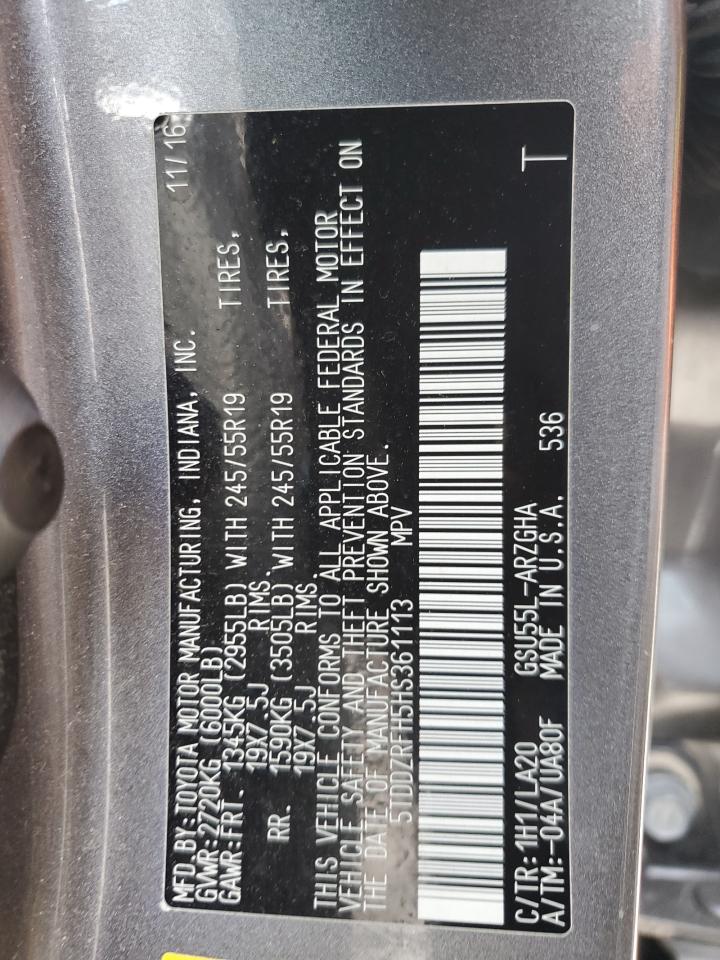 MFD.BY:TOYOTA MOTOR MANUFACTURING, INDIANA, INC. 11/16
GVWR:2720KG (6000LB)
GAWR:FRT. 1345KG (2955LB) WITH 245/55R19 TIRES,
19X7.5J RIMS.
RR. 1590KG (3505LB) WITH 245/55R19 TIRES,
19X7.5J RIMS.
THIS VEHICLE CONFORMS TO ALL APPLICABLE FEDERAL MOTOR
VEHICLE SAFETY AND THEFT PREVENTION STANDARDS IN EFFECT ON
THE DATE OF MANUFACTURE SHOWN ABOVE.
5TDDZRFH5HS361113 MPV
C/TR:1H1/LA20 GSU55L-ARZGHA
A/TM:-04A/UA80F MADE IN U.S.A. 536 T